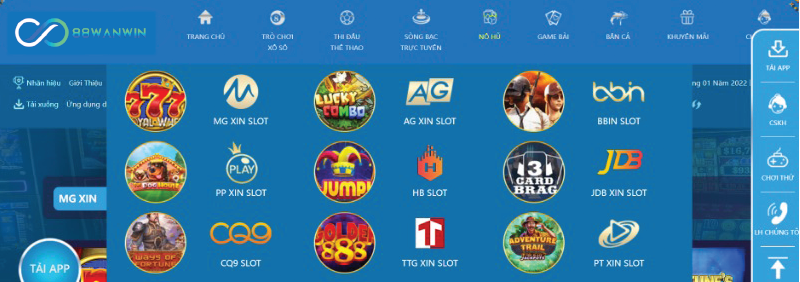 88WANWIN
TRANG CHỦ
TRÒ CHƠI
XỔ SỐ
THI ĐẤU
THỂ THAO
SÒNG BẠC
TRỰC TUYẾN
NỔ HŨ
GAME BÀI
BẮN CÁ
KHUYẾN MÃI
TẢI APP
CSKH
CHƠI THỬ
LH CHÚNG TÔ
Nhãn hiệu Giới Thiệu
ng 01 Năm 2022
Tải xuống Ứng dụng d
777
MG XIN SLOT
LUCKY
COMBO
AG
AG XIN SLOT
bbin
BBIN SLOT
PLAY
PP XIN SLOT
JUMP!
H
HB SLOT
3
CARD
BRAG
JDB
JDB XIN SLOT
WAYS OF
FORTUNE
CQ9
CQ9 SLOT
GOLDEN
888
TTG XIN SLOT
ADVENTURE
TRAIL
PT XIN SLOT
MG XIN
TẢI APP